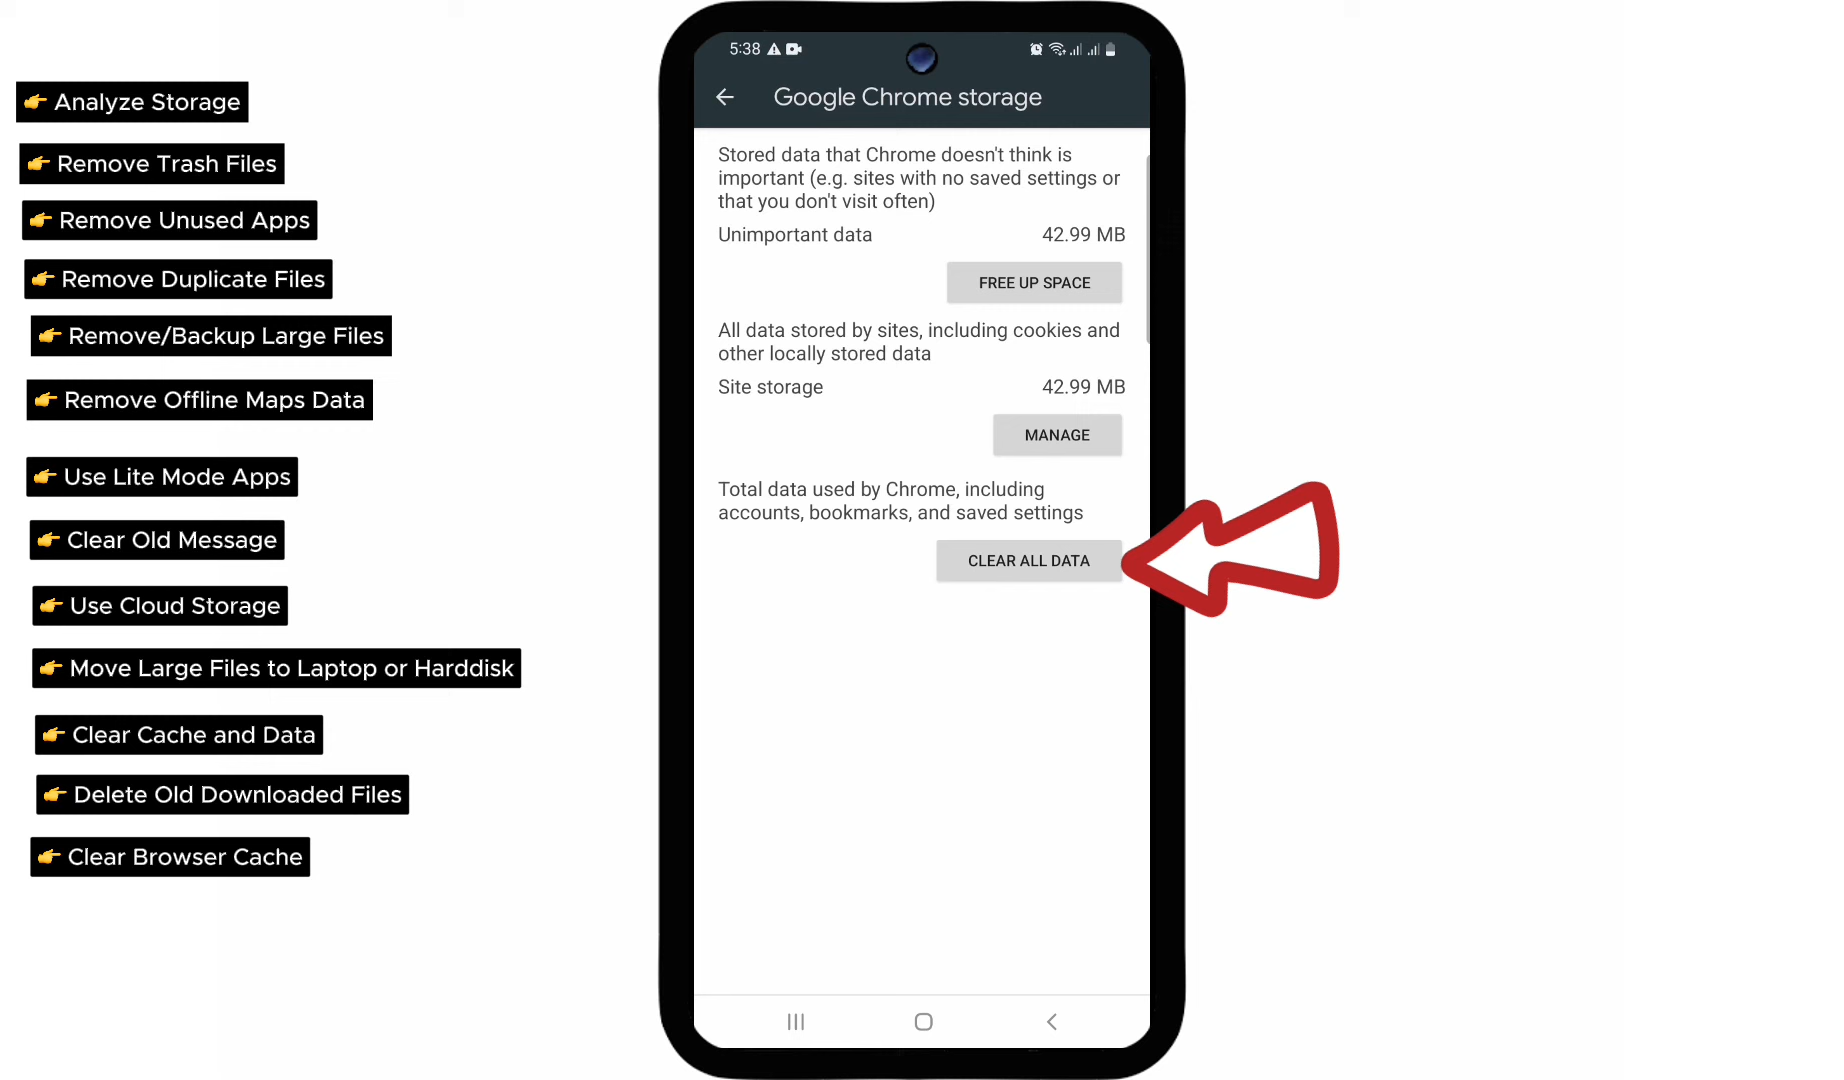 👉 Analyze Storage
👉 Remove Trash Files
👉 Remove Unused Apps
👉 Remove Duplicate Files
👉 Remove/Backup Large Files
👉 Remove Offline Maps Data
👉 Use Lite Mode Apps
👉 Clear Old Message
👉 Use Cloud Storage
👉 Move Large Files to Laptop or Harddisk
👉 Clear Cache and Data
👉 Delete Old Downloaded Files
👉 Clear Browser Cache
5:38
Google Chrome storage
Stored data that Chrome doesn't think is
important (e.g. sites with no saved settings or
that you don't visit often)
Unimportant data 42.99 MB
FREE UP SPACE
All data stored by sites, including cookies and
other locally stored data
Site storage 42.99 MB
MANAGE
Total data used by Chrome, including
accounts, bookmarks, and saved settings
CLEAR ALL DATA